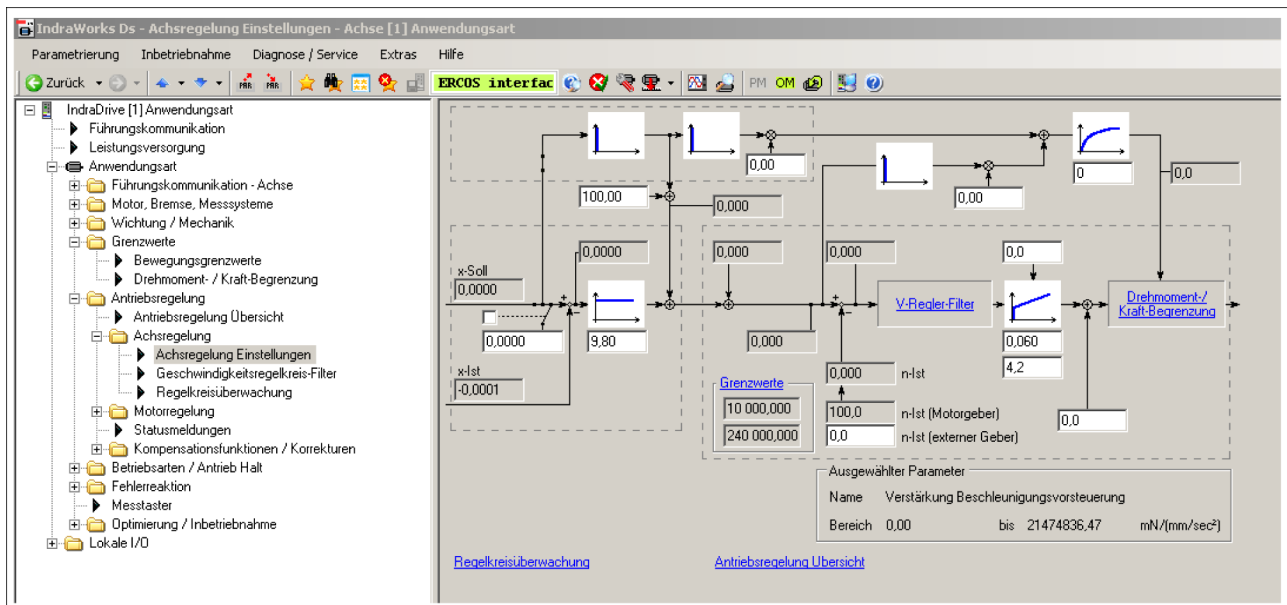 IndraWorks Ds - Achsregelung Einstellungen - Achse [1] Anwendungsart
Parametrierung Inbetriebnahme Diagnose / Service Extras Hilfe
Zurück PAR PAR ERCOS interfac PM OM
IndraDrive [1] Anwendungsart
Führungskommunikation
Leistungsversorgung
Anwendungsart
Führungskommunikation - Achse
Motor, Bremse, Messsysteme
Wichtung / Mechanik
Grenzwerte
Bewegungsgrenzwerte
Drehmoment- / Kraft-Begrenzung
Antriebsregelung
Antriebsregelung Übersicht
Achsregelung
Achsregelung Einstellungen
Geschwindigkeitsregelkreis-Filter
Regelkreisüberwachung
Motorregelung
Statusmeldungen
Kompensationsfunktionen / Korrekturen
Betriebsarten / Antrieb Halt
Fehlerreaktion
Messtaster
Optimierung / Inbetriebnahme
Lokale I/O
0,00
0
0,0
100,00
0,000
0,00
0,0000
0,000
0,000
0,0
x-Soll
0,0000
+
-
+
-
V-Regler-Filter
Drehmoment-/
Kraft-Begrenzung
0,0000
9,80
0,000
0,060
4,2
x-Ist
-0,0001
0,000 n-Ist
Grenzwerte
10 000,000
100,0 n-Ist (Motorgeber)
0,0
240 000,000
0,0 n-Ist (externer Geber)
Ausgewählter Parameter
Name Verstärkung Beschleunigungsvorsteuerung
Bereich 0,00 bis 21474836,47 mN/(mm/sec²)
Regelkreisüberwachung
Antriebsregelung Übersicht